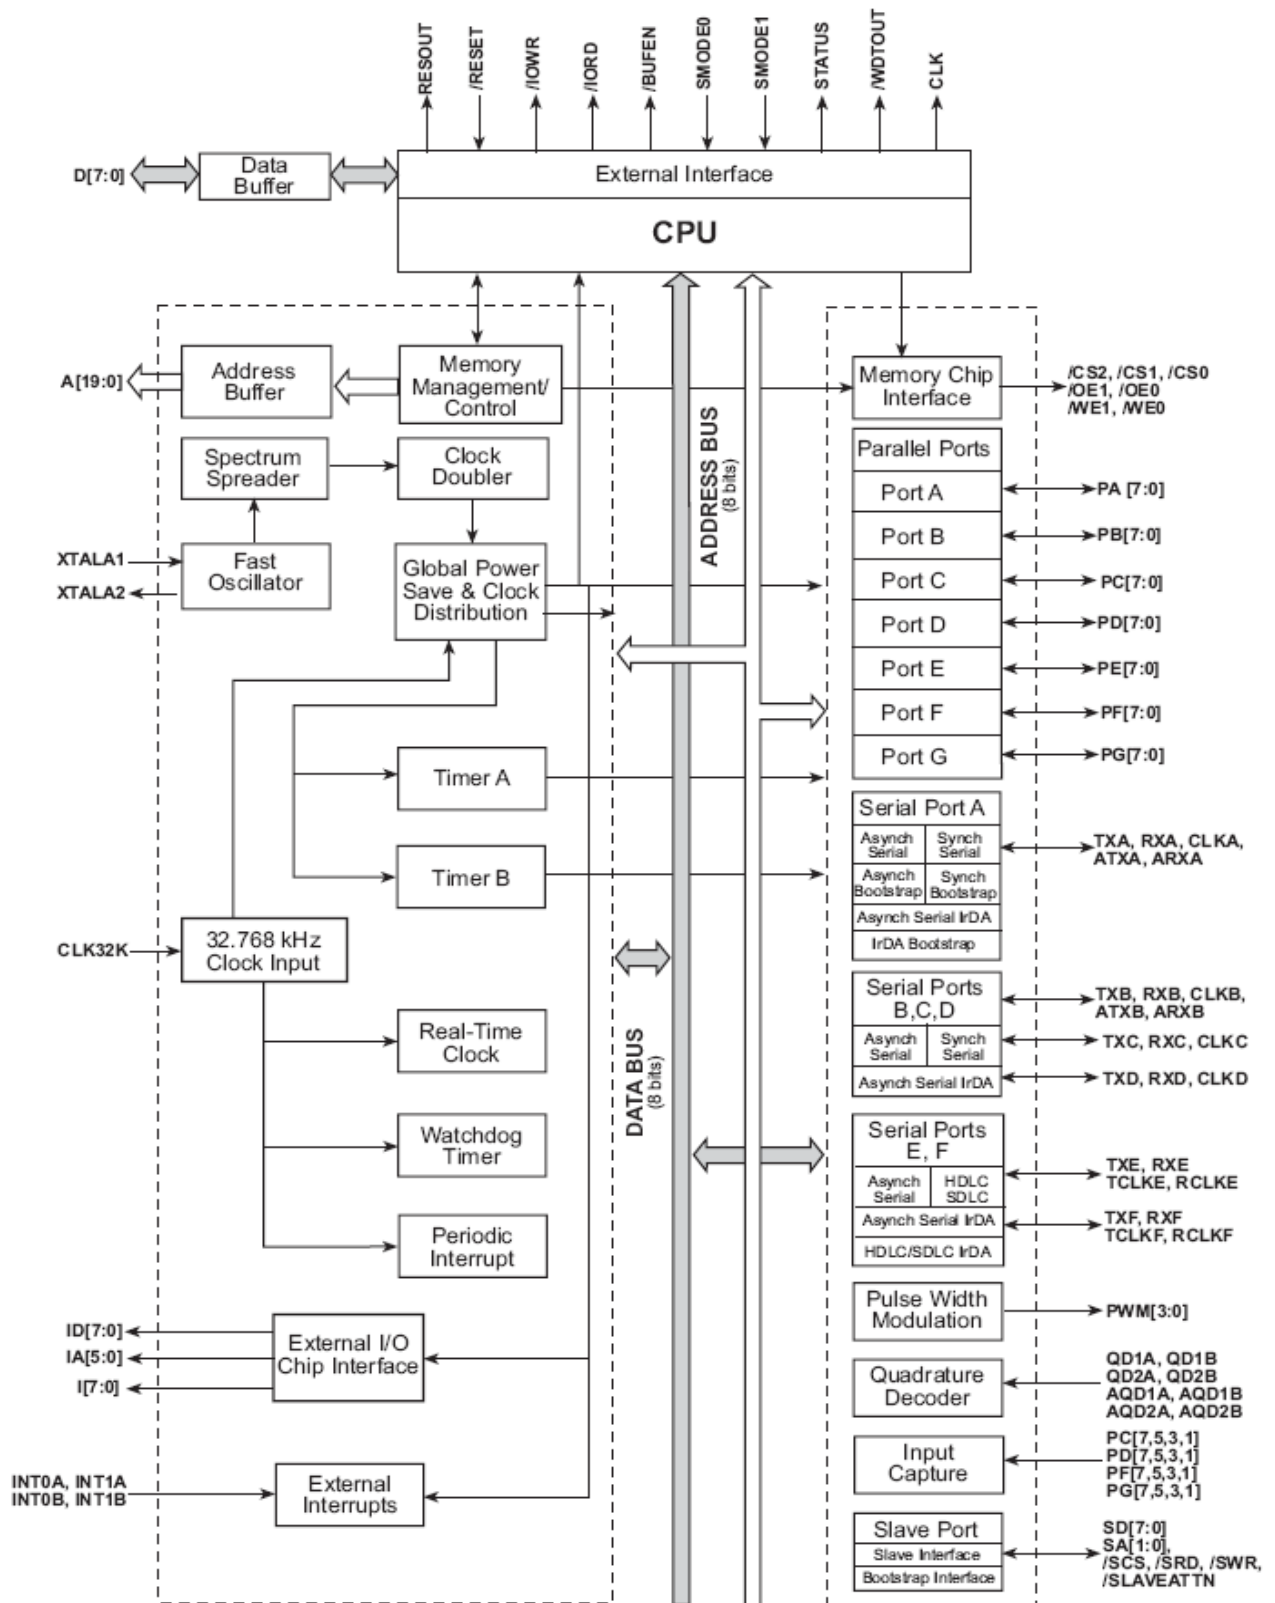 RESOUT
/RESET
/IOWR
/IORD
/BUFEN
SMODE0
SMODE1
STATUS
/WDTOUT
CLK
D[7:0]
Data
Buffer
External Interface
CPU
A[19:0]
Address
Buffer
Memory
Management/
Control
Memory Chip
Interface
/CS2, /CS1, /CS0
/OE1, /OE0
/WE1, /WE0
Spectrum
Spreader
Clock
Doubler
ADDRESS BUS
(8 bits)
XTALA1
XTALA2
Fast
Oscillator
Global Power
Save & Clock
Distribution
Parallel Ports
Port A
PA [7:0]
Port B
PB[7:0]
Port C
PC[7:0]
Port D
PD[7:0]
Port E
PE[7:0]
Port F
PF[7:0]
Port G
PG[7:0]
Timer A
Timer B
Serial Port A
Asynch
Serial
Synch
Serial
Asynch
Bootstrap
Synch
Bootstrap
Asynch Serial IrDA
IrDA Bootstrap
TXA, RXA, CLKA,
ATXA, ARXA
CLK32K
32.768 kHz
Clock Input
Real-Time
Clock
Watchdog
Timer
Periodic
Interrupt
DATA BUS
(8 bits)
Serial Ports
B,C,D
Asynch
Serial
Synch
Serial
Asynch Serial IrDA
TXB, RXB, CLKB,
ATXB, ARXB
TXC, RXC, CLKC
TXD, RXD, CLKD
Serial Ports
E, F
Asynch
Serial
HDLC
SDLC
Asynch Serial IrDA
HDLC/SDLC IrDA
TXE, RXE
TCLKE, RCLKE
TXF, RXF
TCLKF, RCLKF
ID[7:0]
IA[5:0]
I[7:0]
External I/O
Chip Interface
Pulse Width
Modulation
PWM[3:0]
Quadrature
Decoder
QD1A, QD1B
QD2A, QD2B
AQD1A, AQD1B
AQD2A, AQD2B
INT0A, INT1A
INT0B, INT1B
External
Interrupts
Input
Capture
PC[7,5,3,1]
PD[7,5,3,1]
PF[7,5,3,1]
PG[7,5,3,1]
Slave Port
Slave Interface
Bootstrap Interface
SD[7:0]
SA[1:0],
/SCS, /SRD, /SWR,
/SLAVEATTN